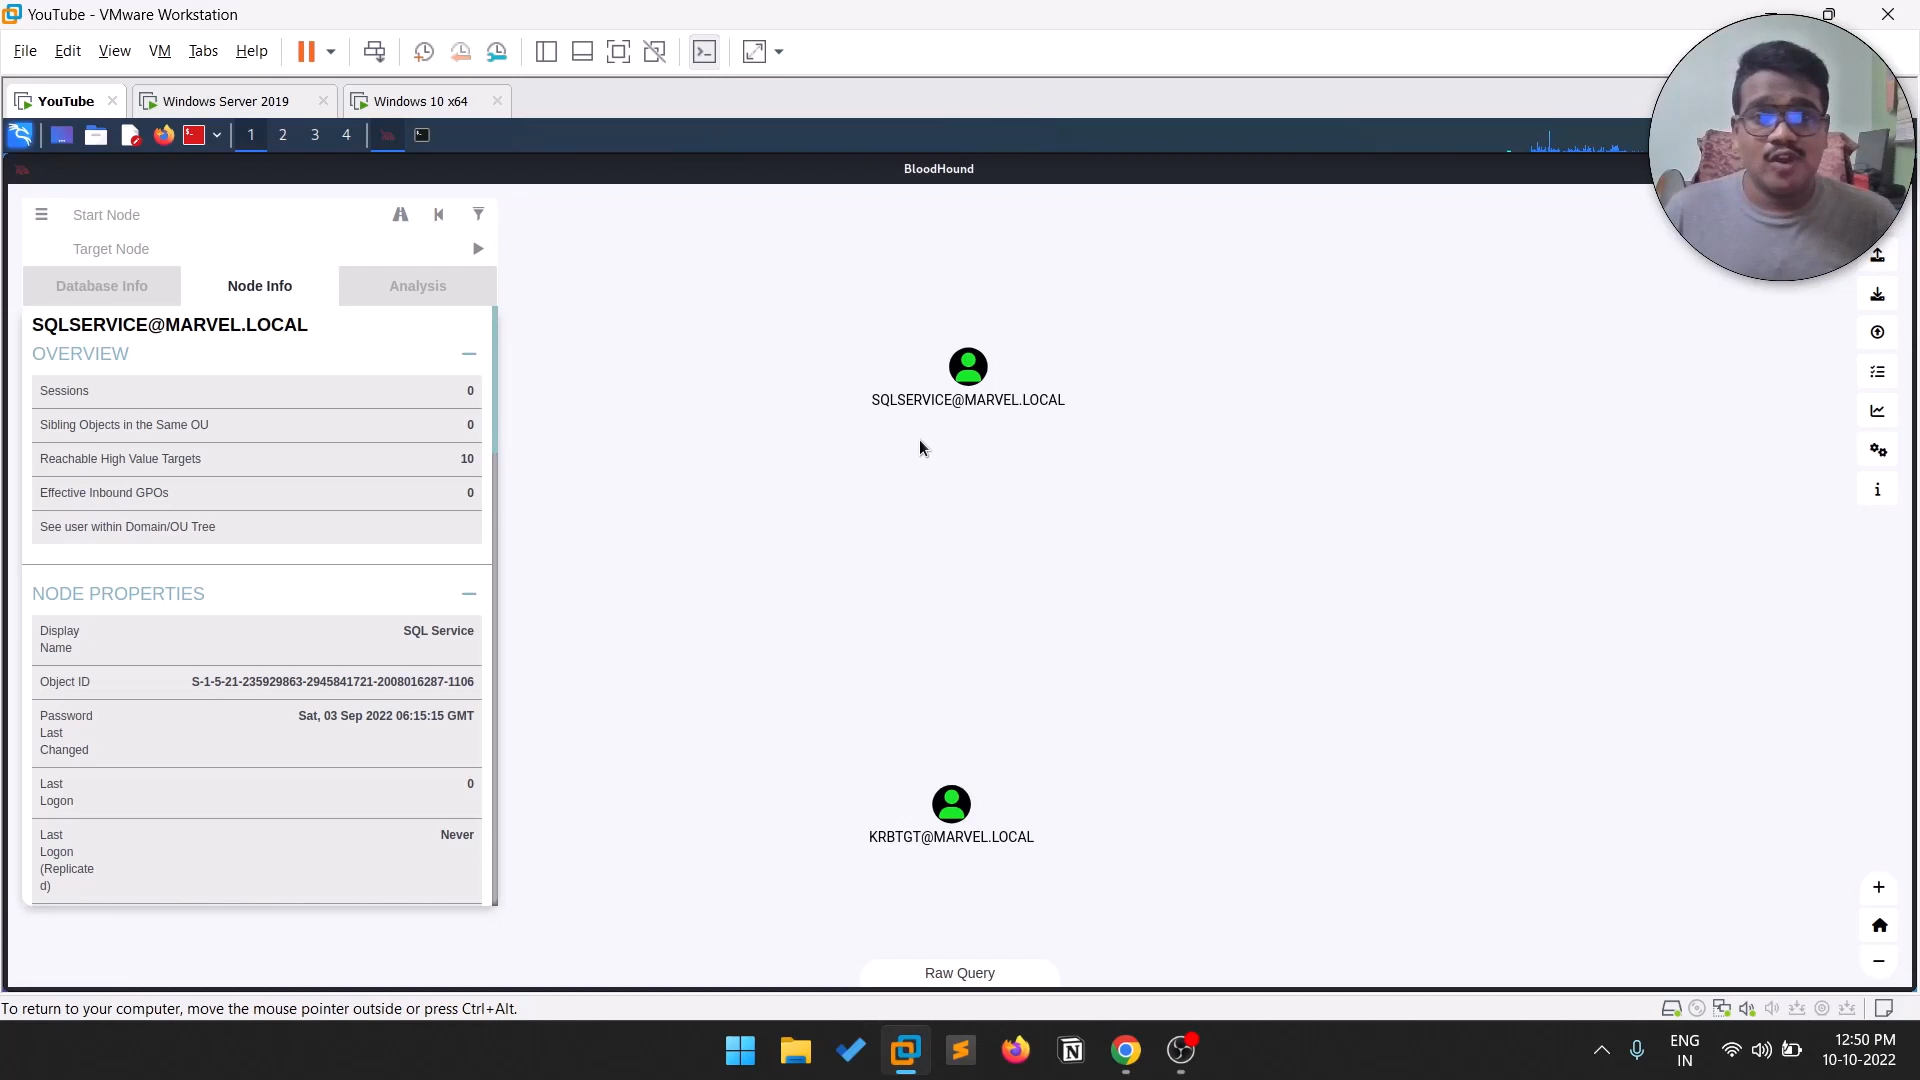 YouTube - VMware Workstation
File Edit View VM Tabs Help
YouTube Windows Server 2019 Windows 10 x64
1 2 3 4
BloodHound
Start Node
Target Node
Database Info Node Info Analysis
SQLSERVICE@MARVEL.LOCAL
OVERVIEW
Sessions 0
Sibling Objects in the Same OU 0
Reachable High Value Targets 10
Effective Inbound GPOs 0
See user within Domain/OU Tree
NODE PROPERTIES
Display SQL Service
Name
Object ID S-1-5-21-235929863-2945841721-2008016287-1106
Password Sat, 03 Sep 2022 06:15:15 GMT
Last
Changed
Last 0
Logon
Last Never
Logon
(Replicate
d)
SQLSERVICE@MARVEL.LOCAL
KRBTGT@MARVEL.LOCAL
Raw Query
To return to your computer, move the mouse pointer outside or press Ctrl+Alt.
ENG
IN
12:50 PM
10-10-2022